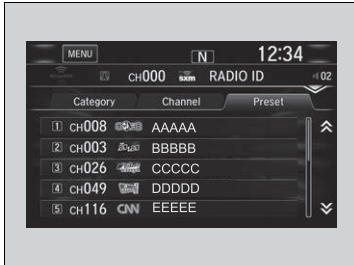 MENU N 12:34
CH000 sxm RADIO ID 02
Category Channel Preset
1 CH008 AAAAA
2 CH003 BBBBB
3 CH026 CCCCC
4 CH049 DDDDD
5 CH116 CNN EEEEE